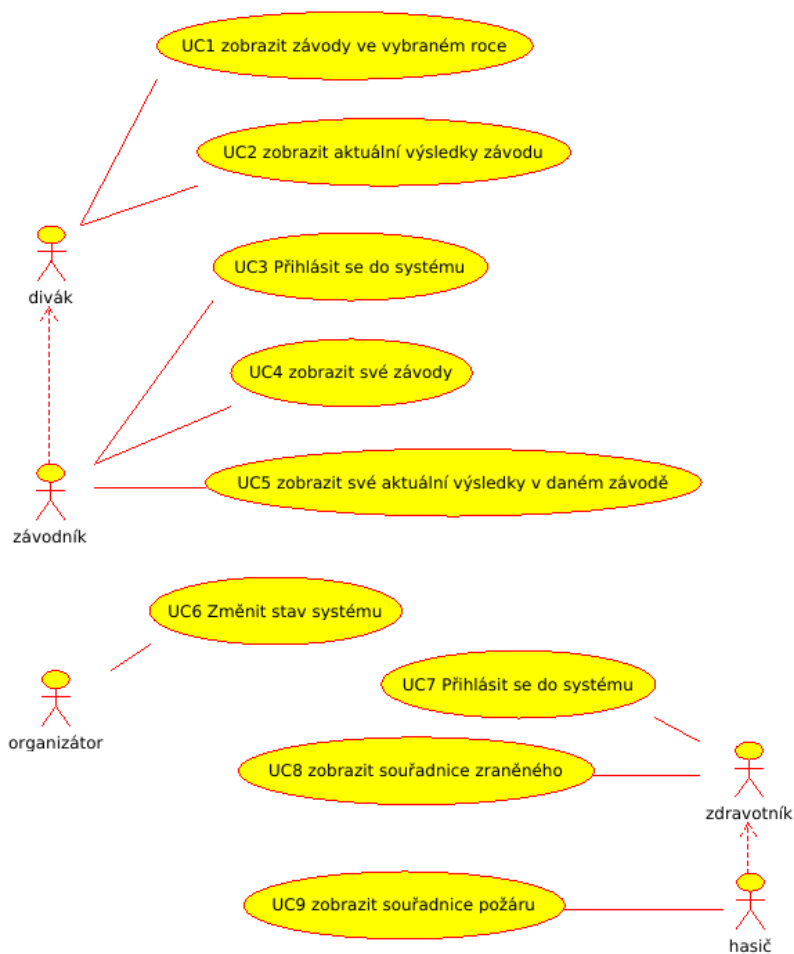 UC1 zobrazit závody ve vybraném roce
UC2 zobrazit aktuální výsledky závodu
divák
UC3 Přihlásit se do systému
UC4 zobrazit své závody
UC5 zobrazit své aktuální výsledky v daném závodě
závodník
UC6 Změnit stav systému
organizátor
UC7 Přihlásit se do systému
UC8 zobrazit souřadnice zraněného
zdravotník
UC9 zobrazit souřadnice požáru
hasič